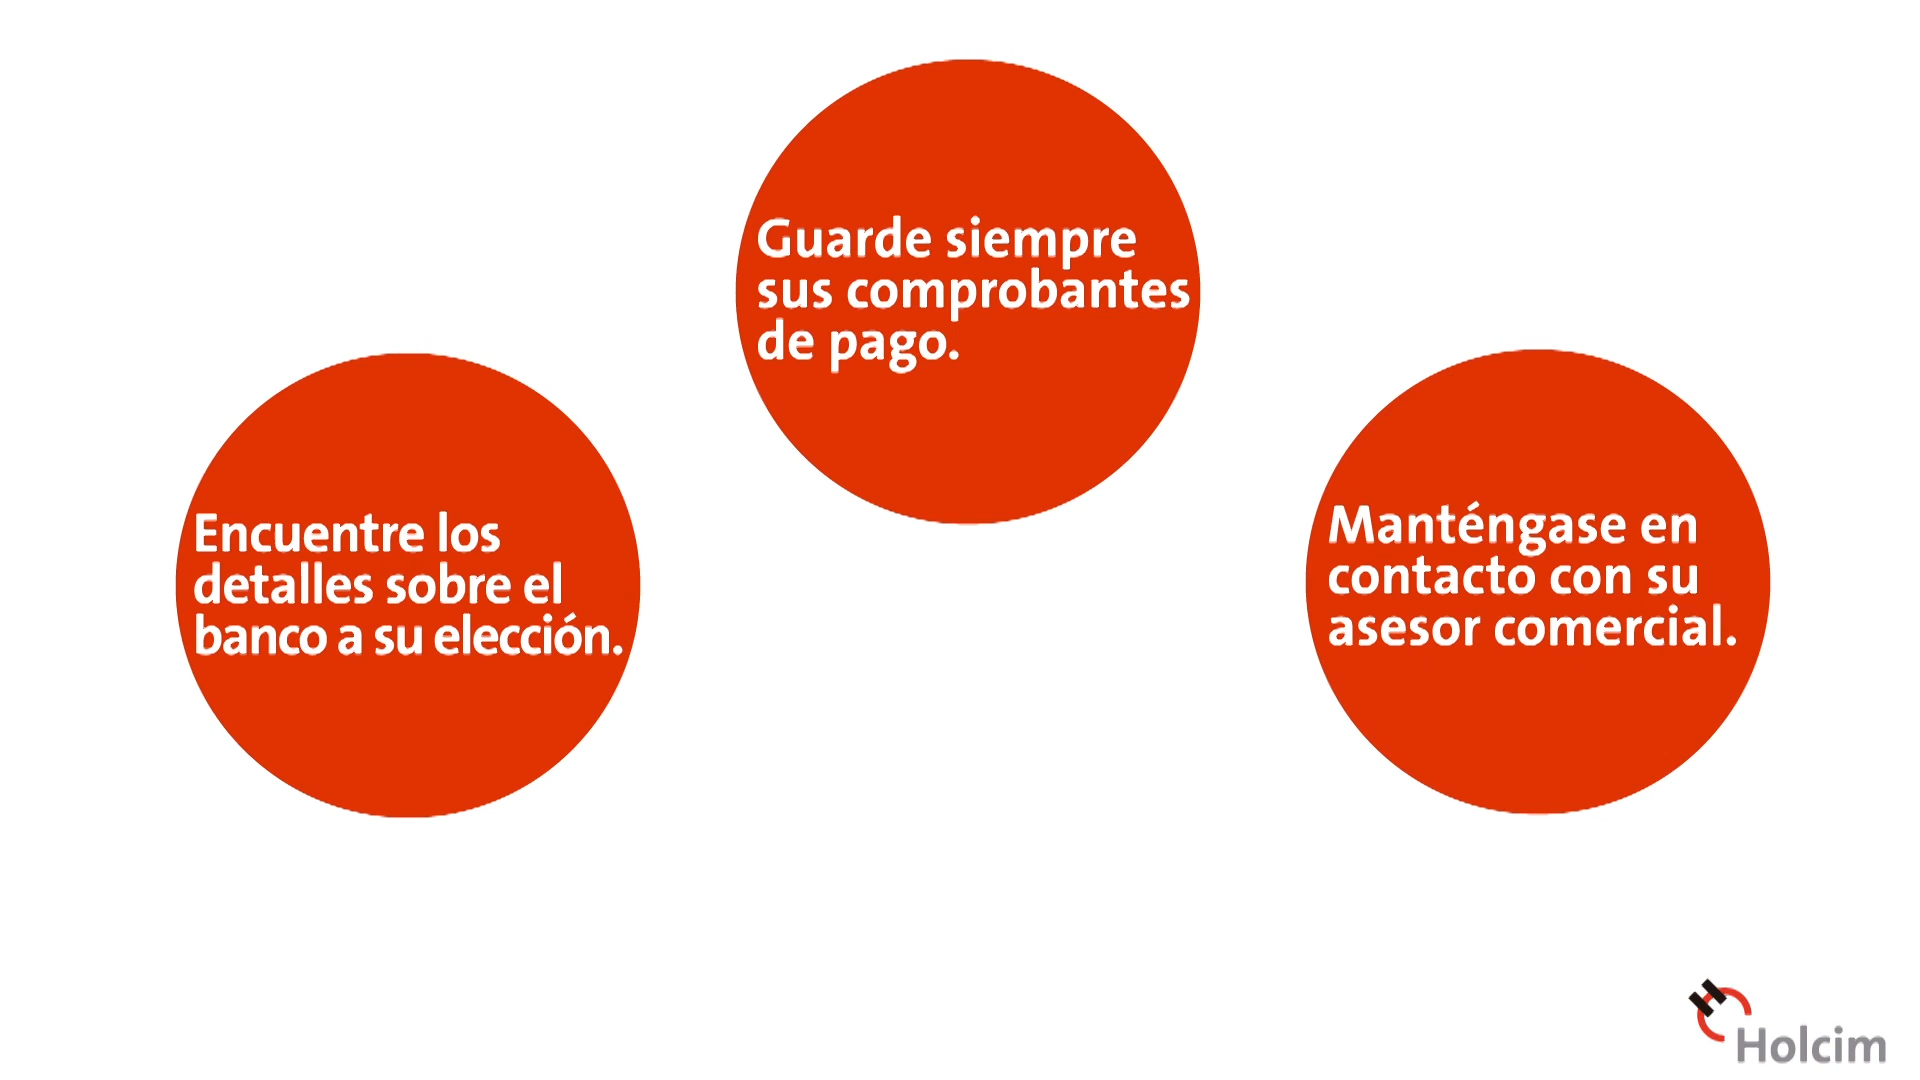 Encuentre los
detalles sobre el
banco a su elección.
Guarde siempre
sus comprobantes
de pago.
Manténgase en
contacto con su
asesor comercial.
Holcim